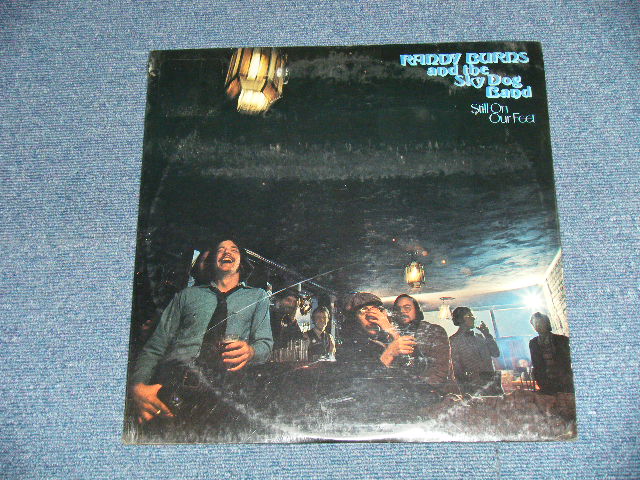 RANDY BURNS
and the
Sky Dog
Band
Still On
Our Feet